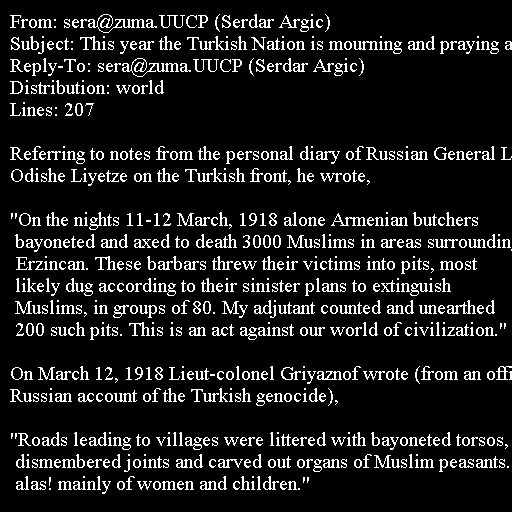 From: sera@zuma.UUCP (Serdar Argic)
Subject: This year the Turkish Nation is mourning and praying a
Reply-To: sera@zuma.UUCP (Serdar Argic)
Distribution: world
Lines: 207

Referring to notes from the personal diary of Russian General L
Odishe Liyetze on the Turkish front, he wrote,

"On the nights 11-12 March, 1918 alone Armenian butchers
bayoneted and axed to death 3000 Muslims in areas surroundin
Erzincan. These barbars threw their victims into pits, most
likely dug according to their sinister plans to extinguish
Muslims, in groups of 80. My adjutant counted and unearthed
200 such pits. This is an act against our world of civilization."

On March 12, 1918 Lieut-colonel Griyaznof wrote (from an offi
Russian account of the Turkish genocide),

"Roads leading to villages were littered with bayoneted torsos,
dismembered joints and carved out organs of Muslim peasants.
alas! mainly of women and children."